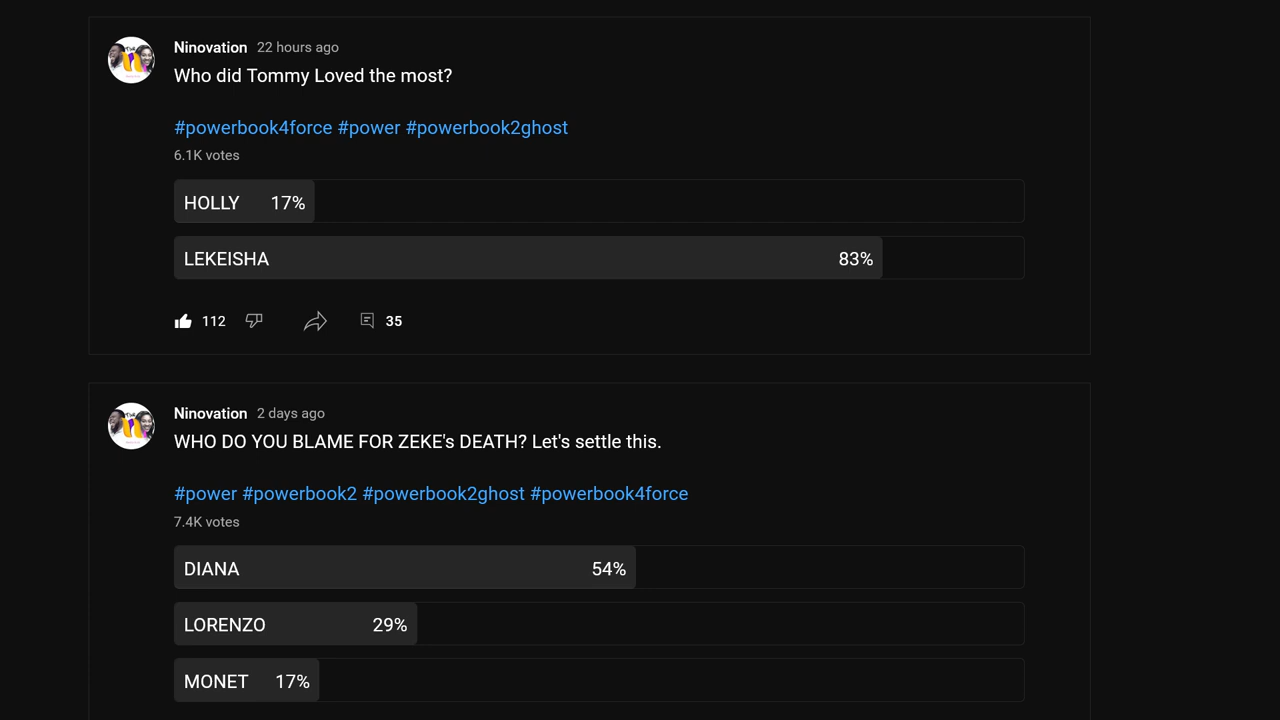 Ninovation 22 hours ago
Who did Tommy Loved the most?
#powerbook4force #power #powerbook2ghost
6.1K votes
HOLLY 17%
LEKEISHA 83%
112 35
Ninovation 2 days ago
WHO DO YOU BLAME FOR ZEKE's DEATH? Let's settle this.
#power #powerbook2 #powerbook2ghost #powerbook4force
7.4K votes
DIANA 54%
LORENZO 29%
MONET 17%